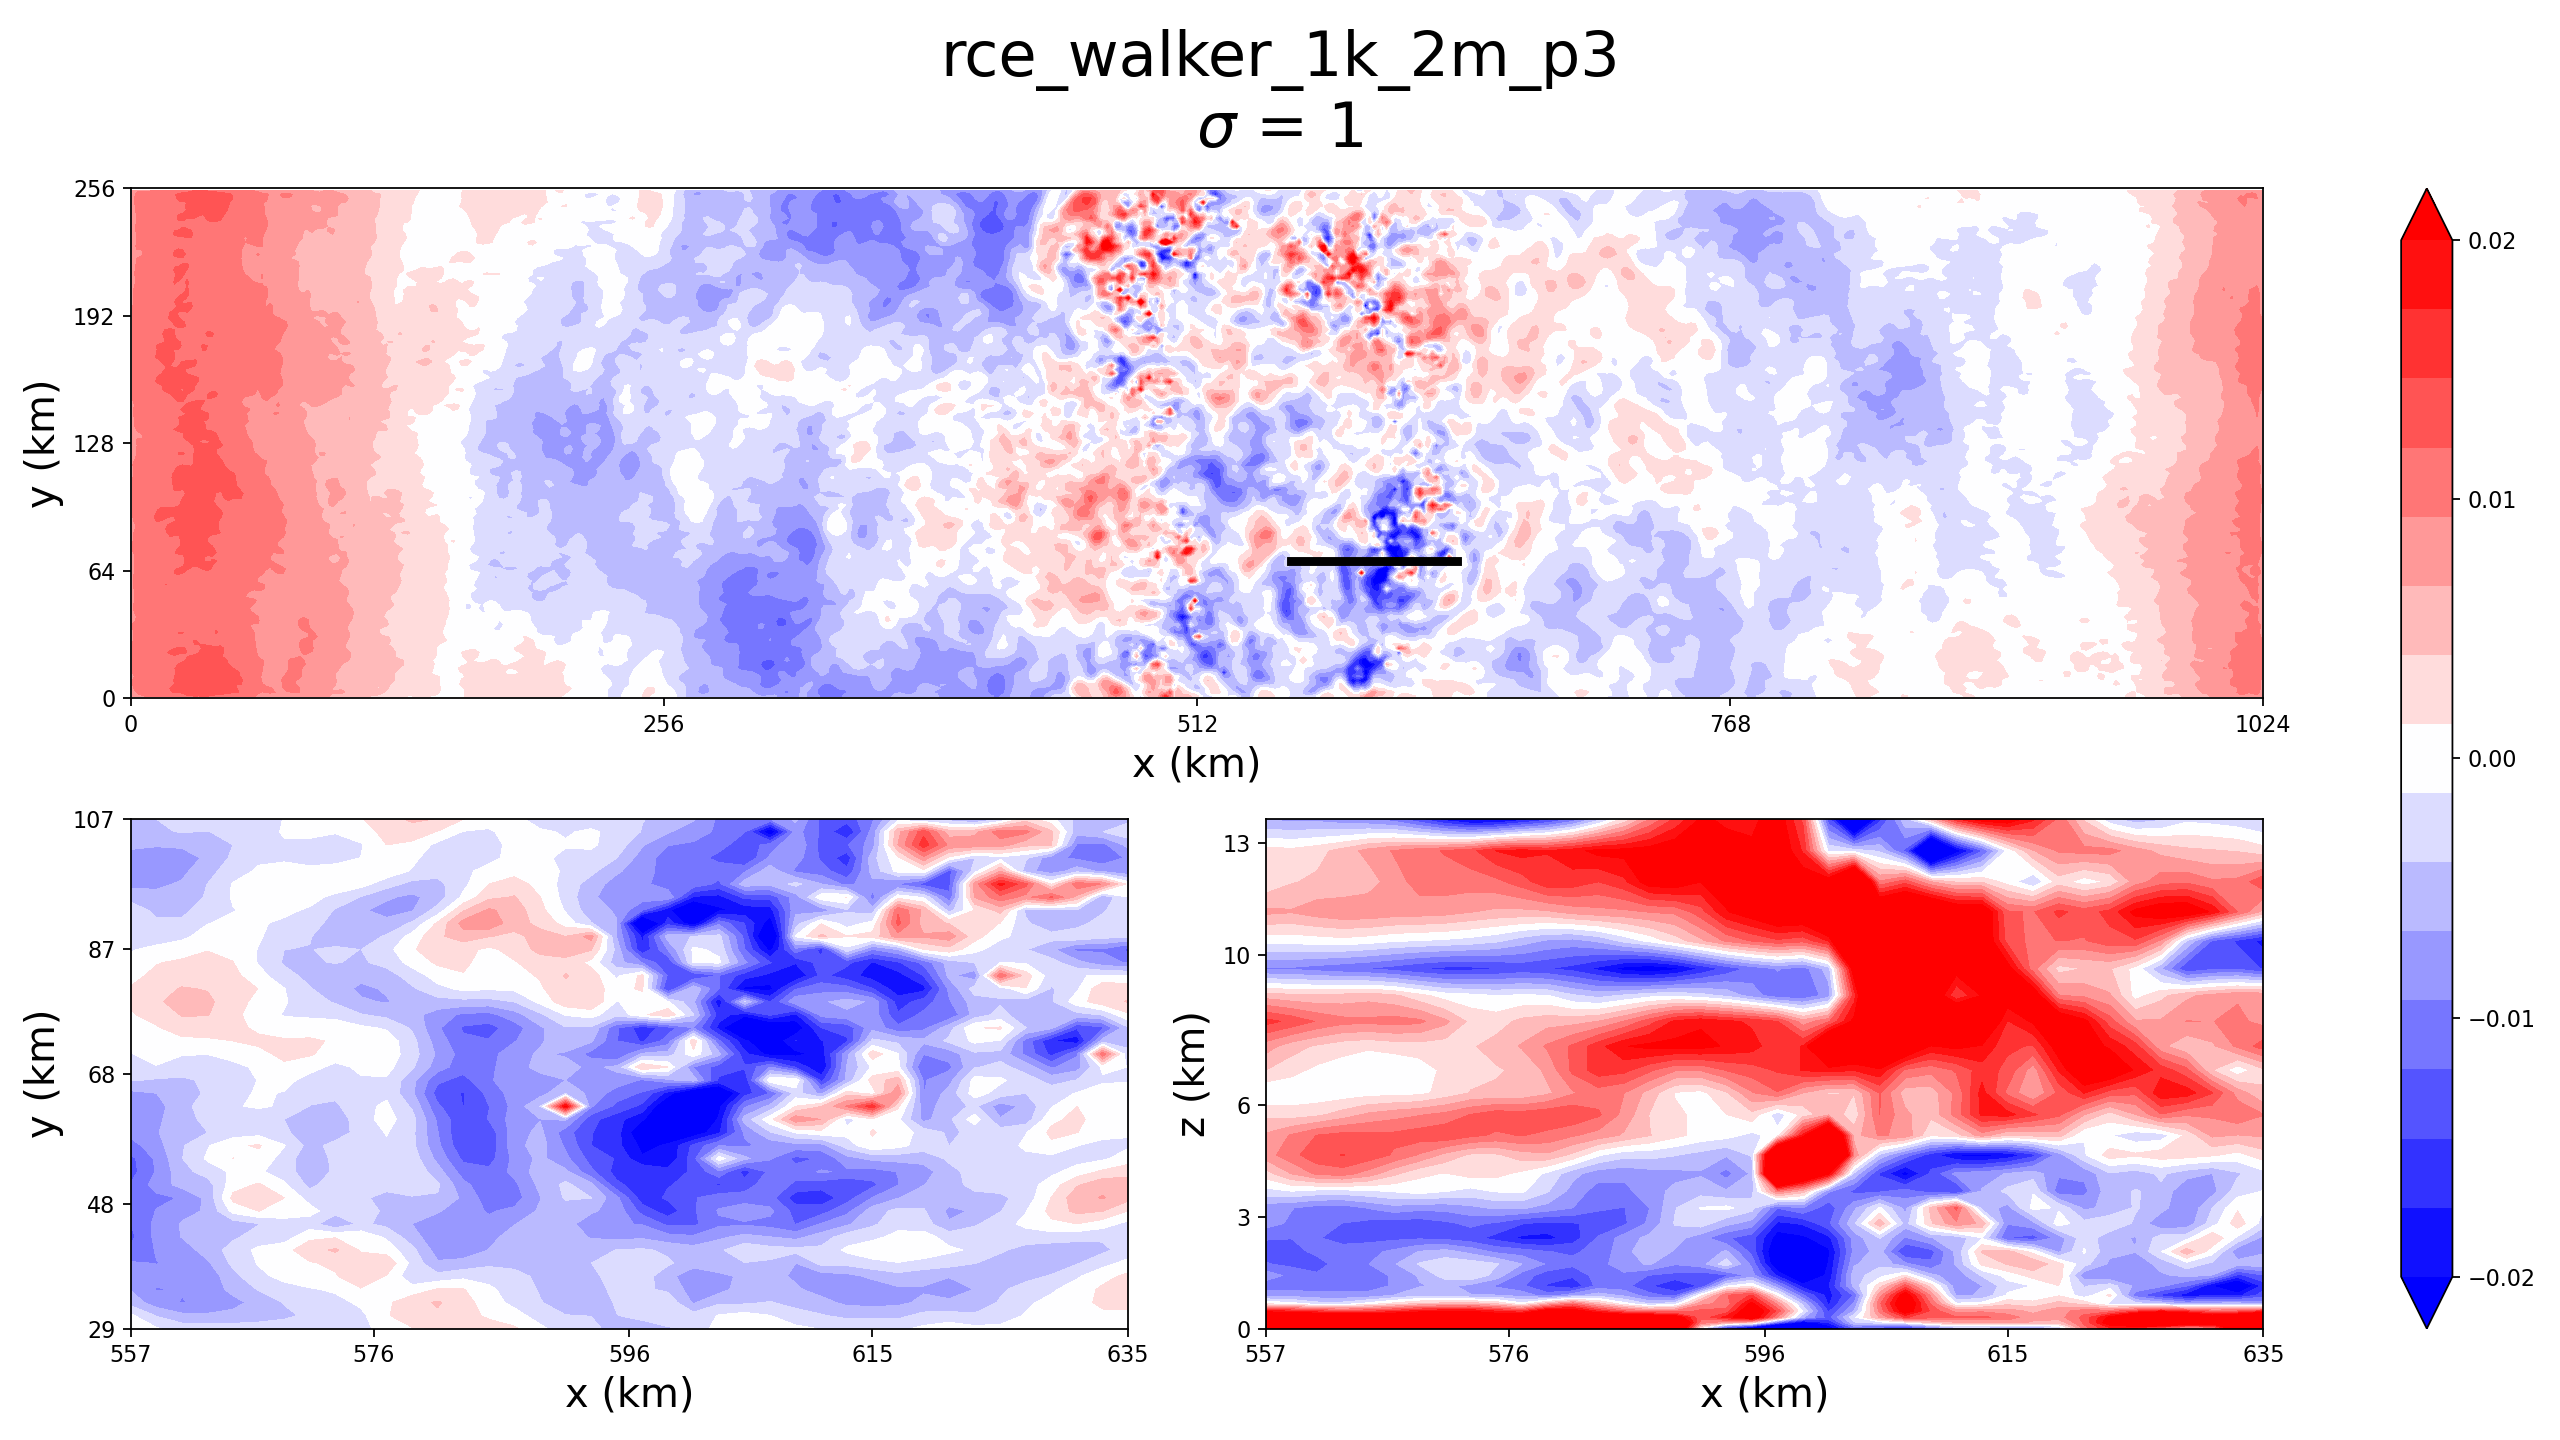 rce_walker_1k_2m_p3
σ = 1
256
192
128
64
0
y (km)
0 256 512 768 1024
x (km)
0.02
0.01
0.00
−0.01
−0.02
107
87
68
48
29
y (km)
557 576 596 615 635
x (km)
13
10
6
3
0
z (km)
557 576 596 615 635
x (km)